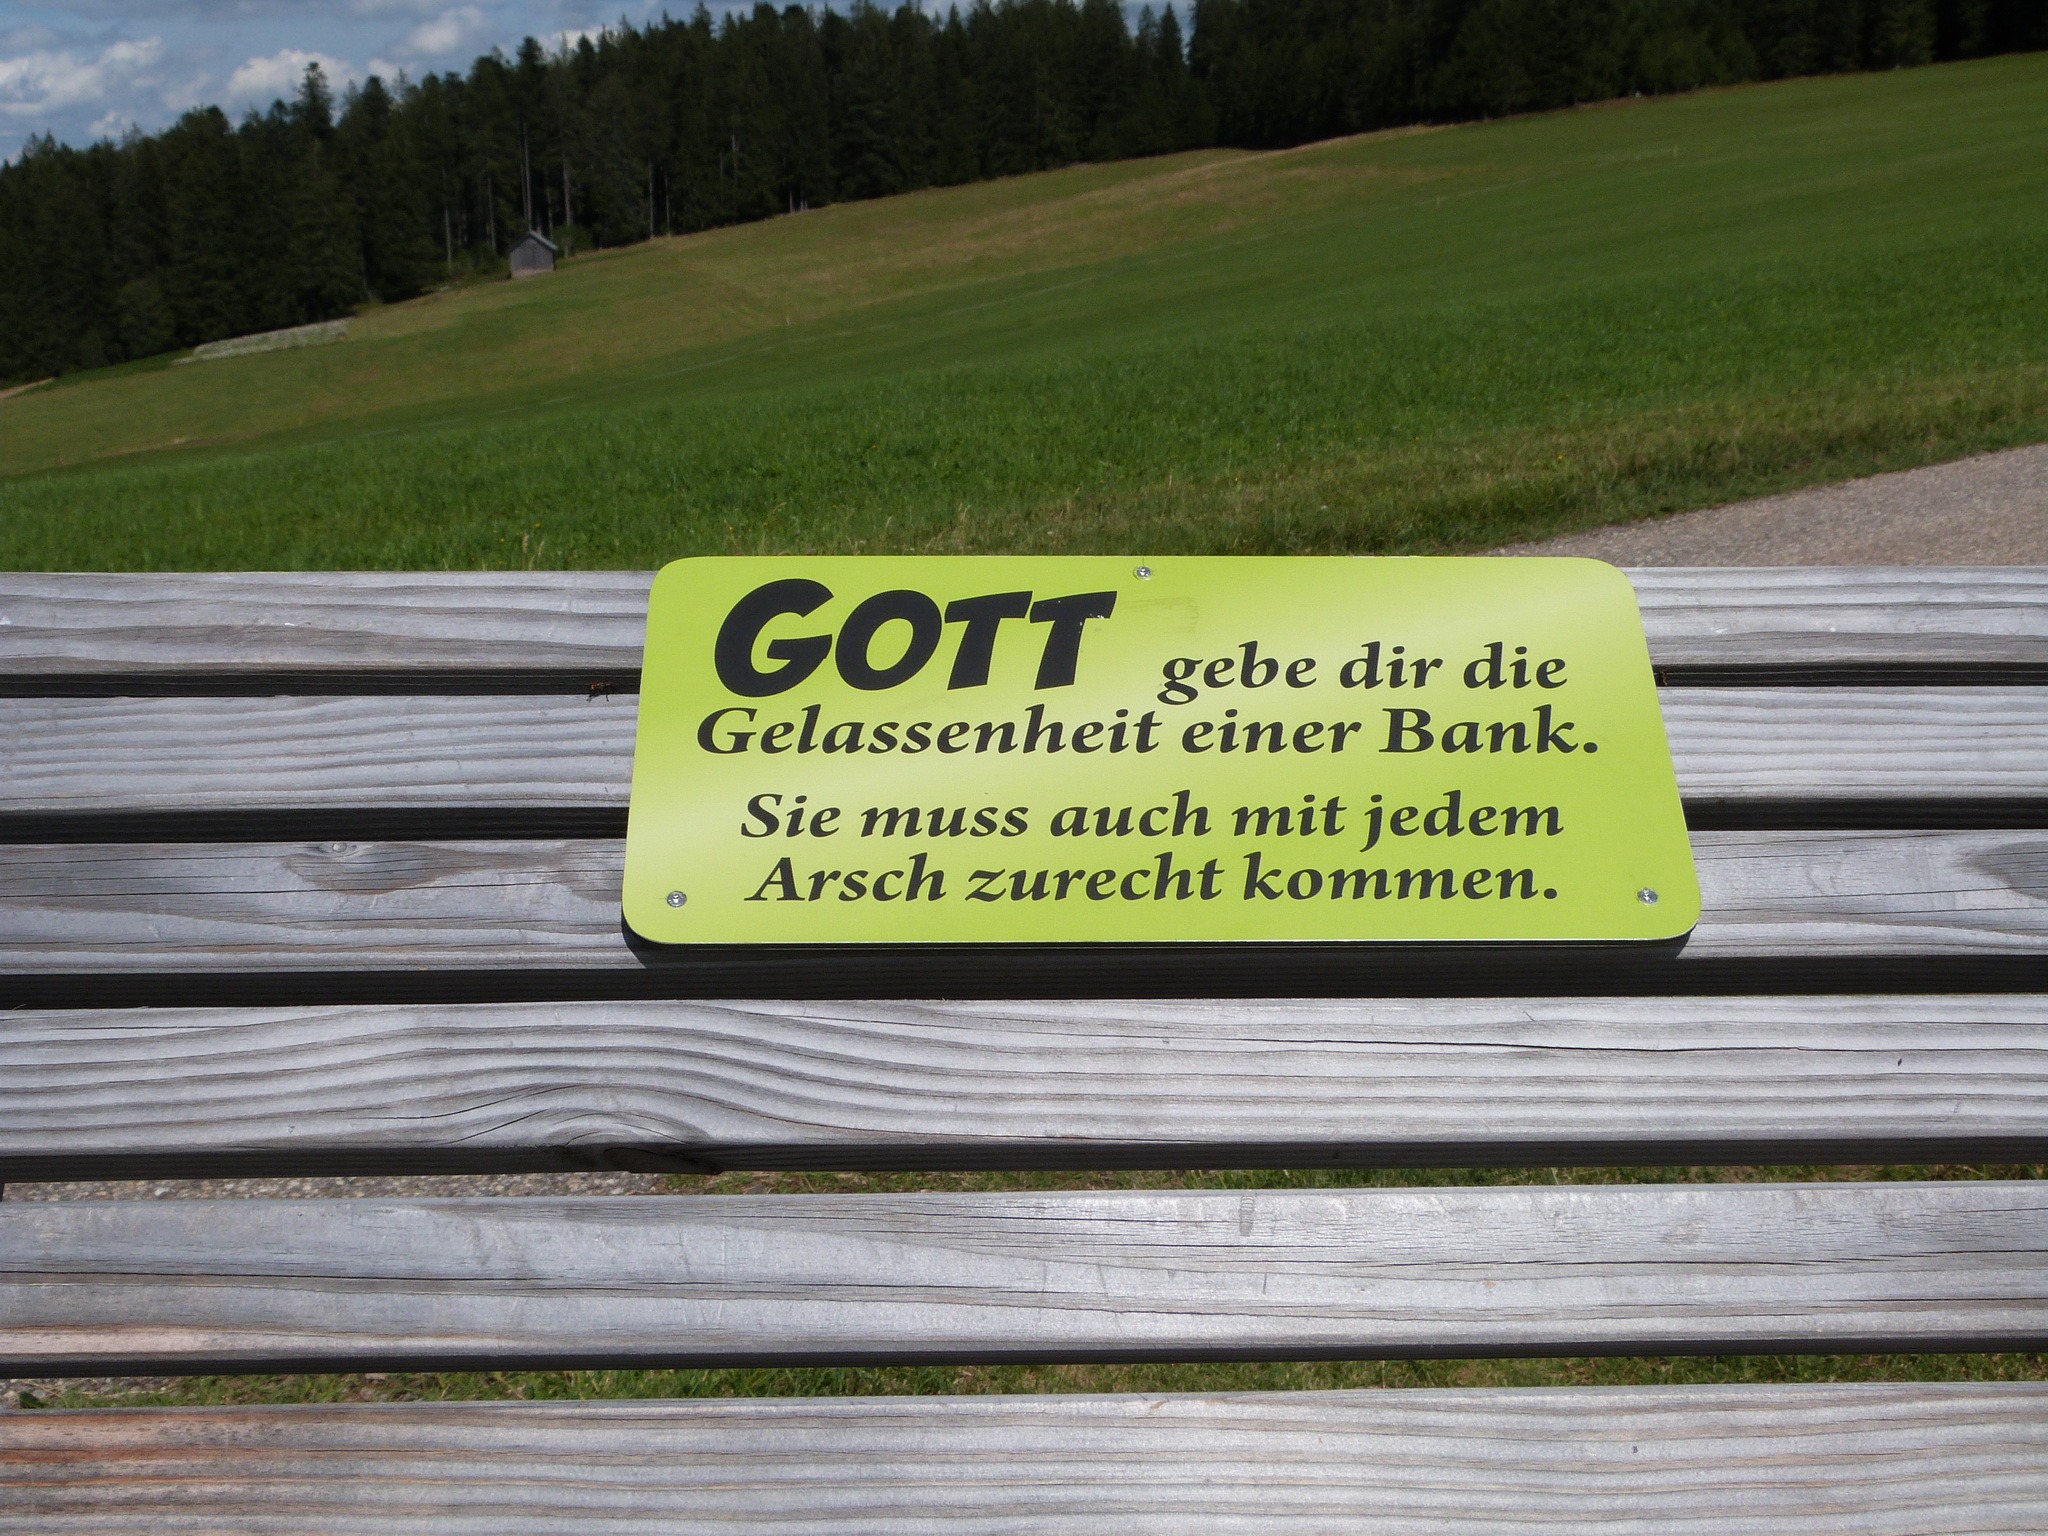 GOTT gebe dir die
Gelassenheit einer Bank.
Sie muss auch mit jedem
Arsch zurecht kommen.